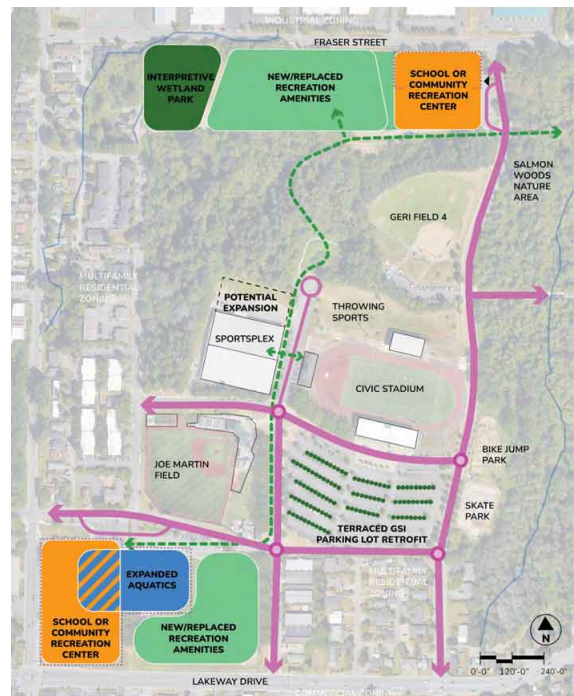 INDUSTRIAL ZONING
FRASER STREET
INTERPRETIVE
WETLAND
PARK
NEW/REPLACED
RECREATION
AMENITIES
SCHOOL OR
COMMUNITY
RECREATION
CENTER
SALMON
WOODS
NATURE
AREA
GERI FIELD 4
MULTIFAMILY
RESIDENTIAL
ZONING
POTENTIAL
EXPANSION
THROWING
SPORTS
SPORTSPLEX
CIVIC STADIUM
JOE MARTIN
FIELD
BIKE JUMP
PARK
SKATE
PARK
TERRACED GSI
PARKING LOT RETROFIT
MULTIFAMILY
RESIDENTIAL
ZONING
EXPANDED
AQUATICS
SCHOOL OR
COMMUNITY
RECREATION
CENTER
NEW/REPLACED
RECREATION
AMENITIES
N
0'-0" 120'-0" 240'-0"
LAKEWAY DRIVE
COMMERCIAL ZONING